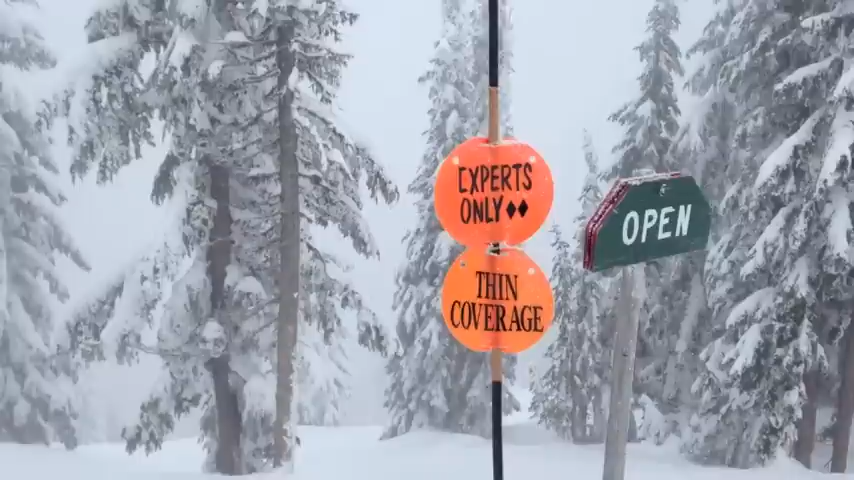 EXPERTS
ONLY♦♦
THIN
COVERAGE
OPEN